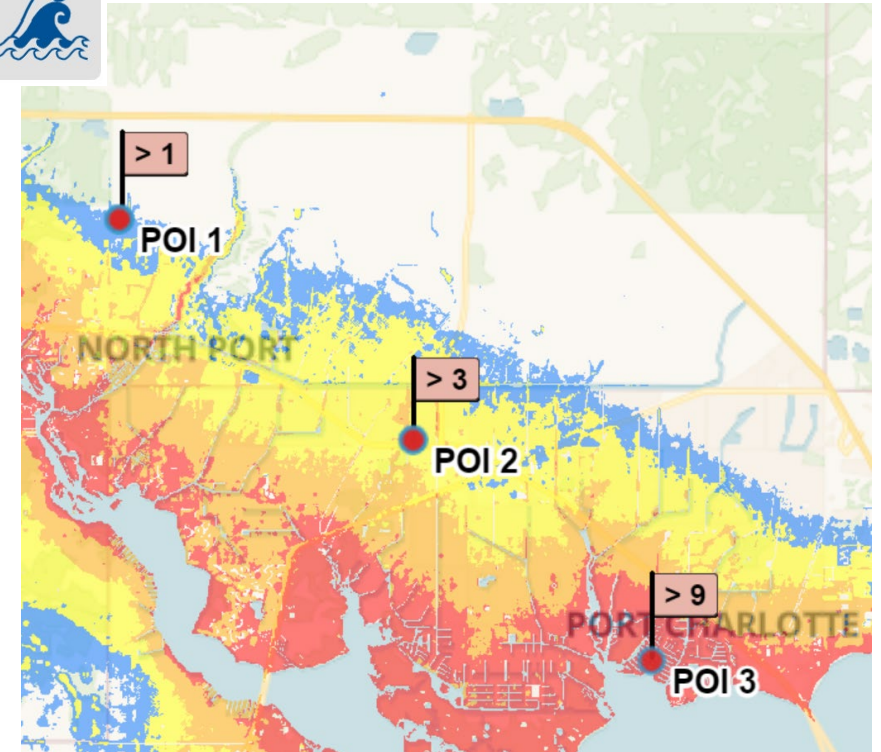 > 1
POI 1
NORTH PORT
> 3
POI 2
> 9
PORT CHARLOTTE
POI 3